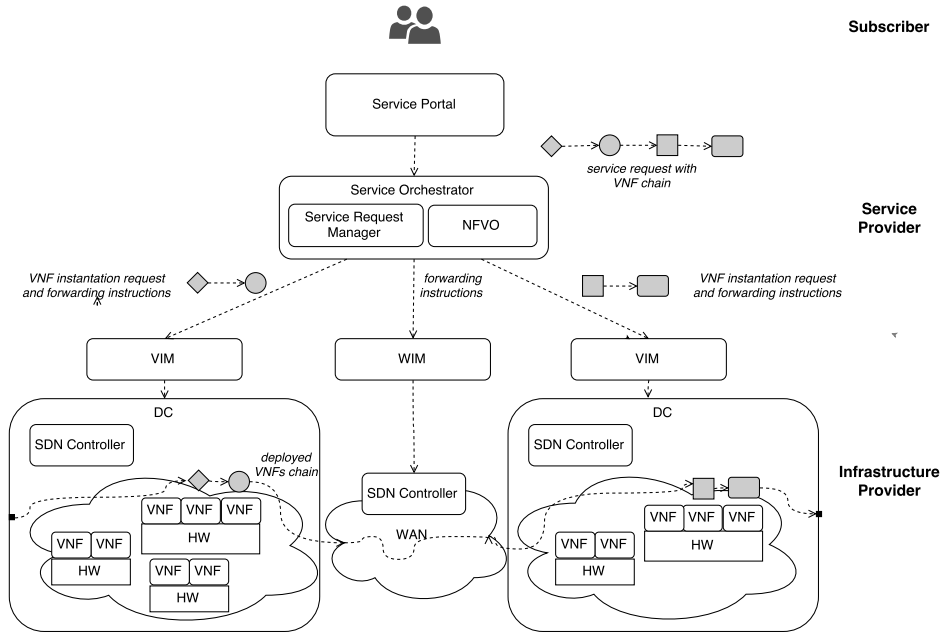 Subscriber
Service Portal
service request with
VNF chain
Service Orchestrator
Service Request
Manager
NFVO
Service
Provider
VNF instantation request
and forwarding instructions
forwarding
instructions
VNF instantation request
and forwarding instructions
VIM
WIM
VIM
DC
DC
SDN Controller
deployed
VNFs chain
SDN Controller
SDN Controller
Infrastructure
Provider
VNF VNF VNF
HW
VNF VNF
HW
VNF VNF
HW
WAN
VNF VNF VNF
HW
VNF VNF
HW